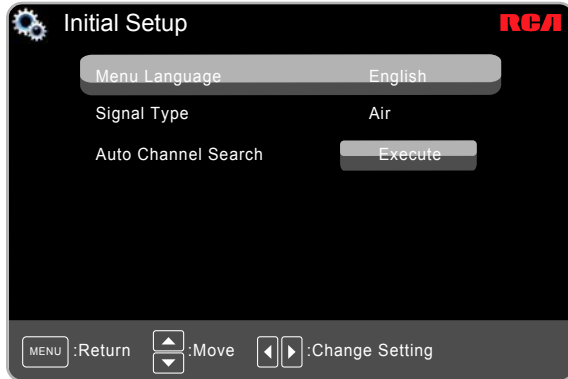 Initial Setup RCA
Menu Language English
Signal Type Air
Auto Channel Search Execute
MENU :Return :Move :Change Setting